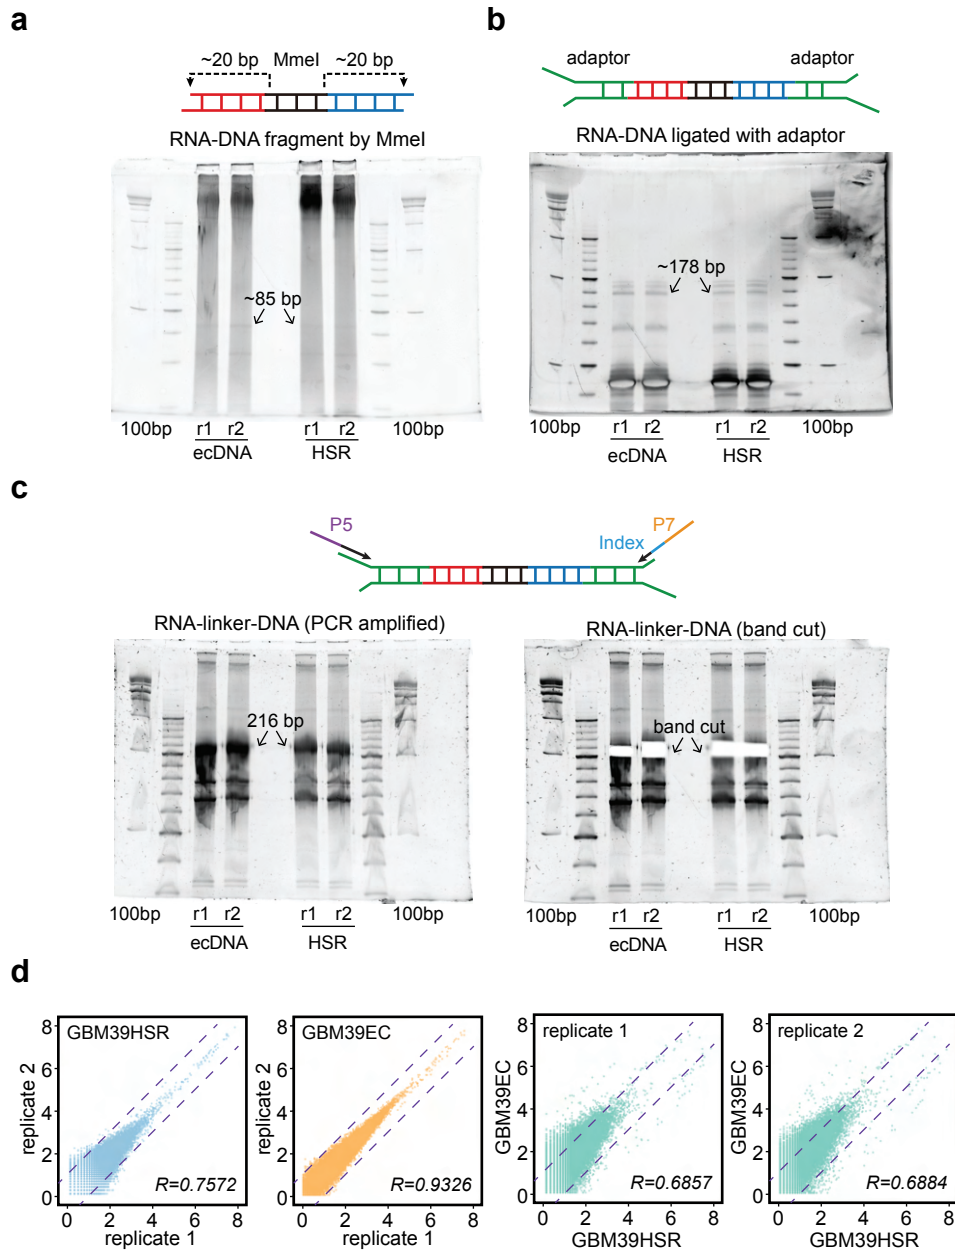 a
~20 bp MmeI ~20 bp
RNA-DNA fragment by MmeI
~85 bp
100bp r1 r2 r1 r2 100bp
ecDNA HSR
b
adaptor adaptor
RNA-DNA ligated with adaptor
~178 bp
100bp r1 r2 r1 r2 100bp
ecDNA HSR
c
P5 P7
Index
RNA-linker-DNA (PCR amplified)
216 bp
100bp r1 r2 r1 r2 100bp
ecDNA HSR
RNA-linker-DNA (band cut)
band cut
100bp r1 r2 r1 r2 100bp
ecDNA HSR
d
GBM39HSR
8
6
4
2
0
replicate 2
R=0.7572
0 2 4 6 8
replicate 1
GBM39EC
8
6
4
2
0
replicate 2
R=0.9326
0 2 4 6 8
replicate 1
replicate 1
8
6
4
2
0
GBM39EC
R=0.6857
0 2 4 6 8
GBM39HSR
replicate 2
8
6
4
2
0
GBM39EC
R=0.6884
0 2 4 6 8
GBM39HSR